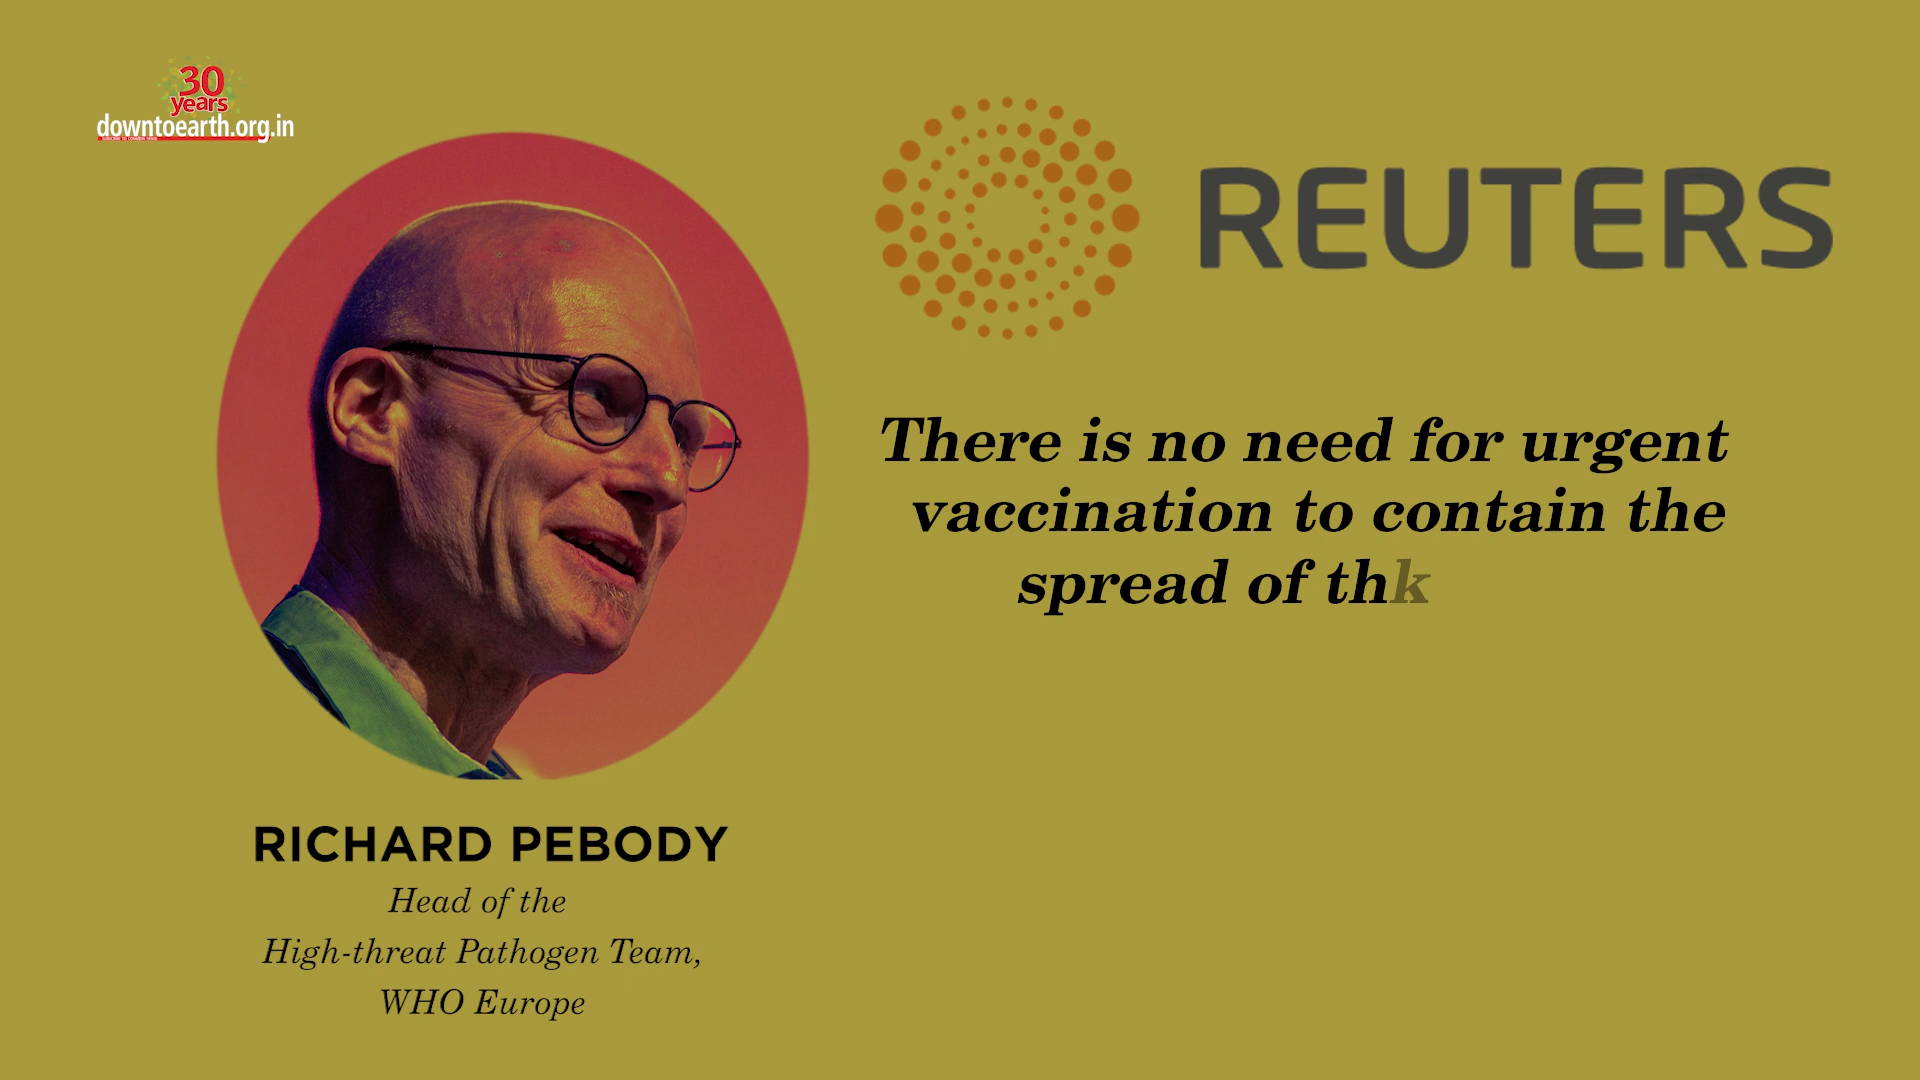 30
years
downtoearth.org.in
REUTERS
There is no need for urgent
vaccination to contain the
spread of thk
RICHARD PEBODY
Head of the
High-threat Pathogen Team,
WHO Europe